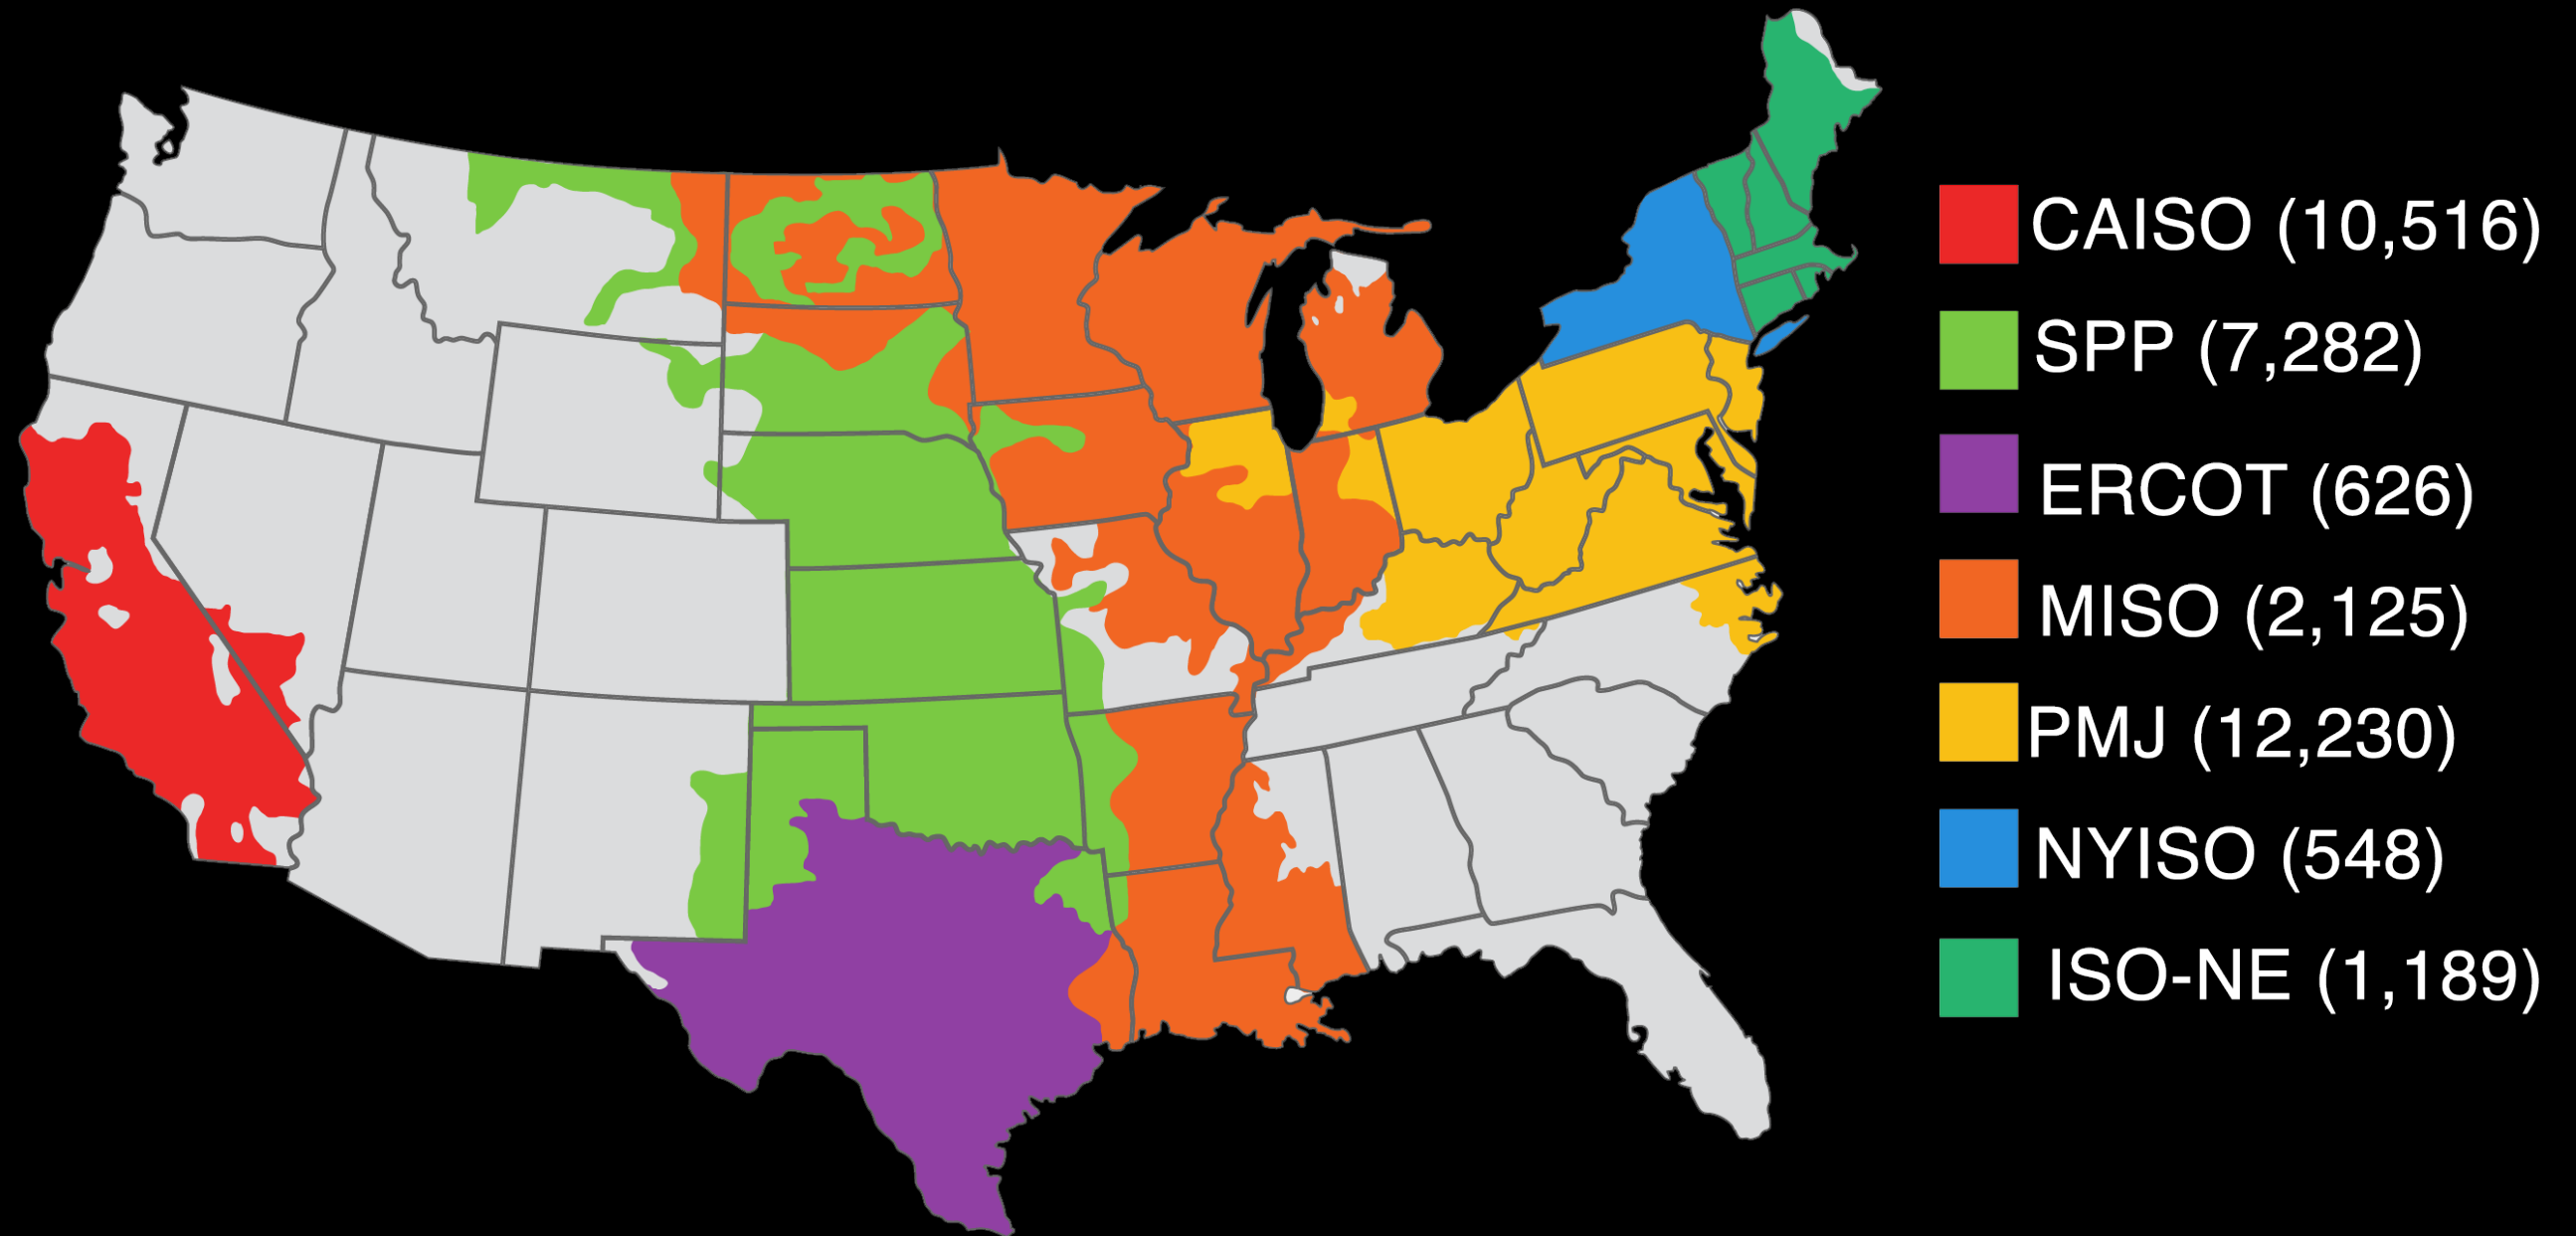 CAISO (10,516)
SPP (7,282)
ERCOT (626)
MISO (2,125)
PMJ (12,230)
NYISO (548)
ISO-NE (1,189)